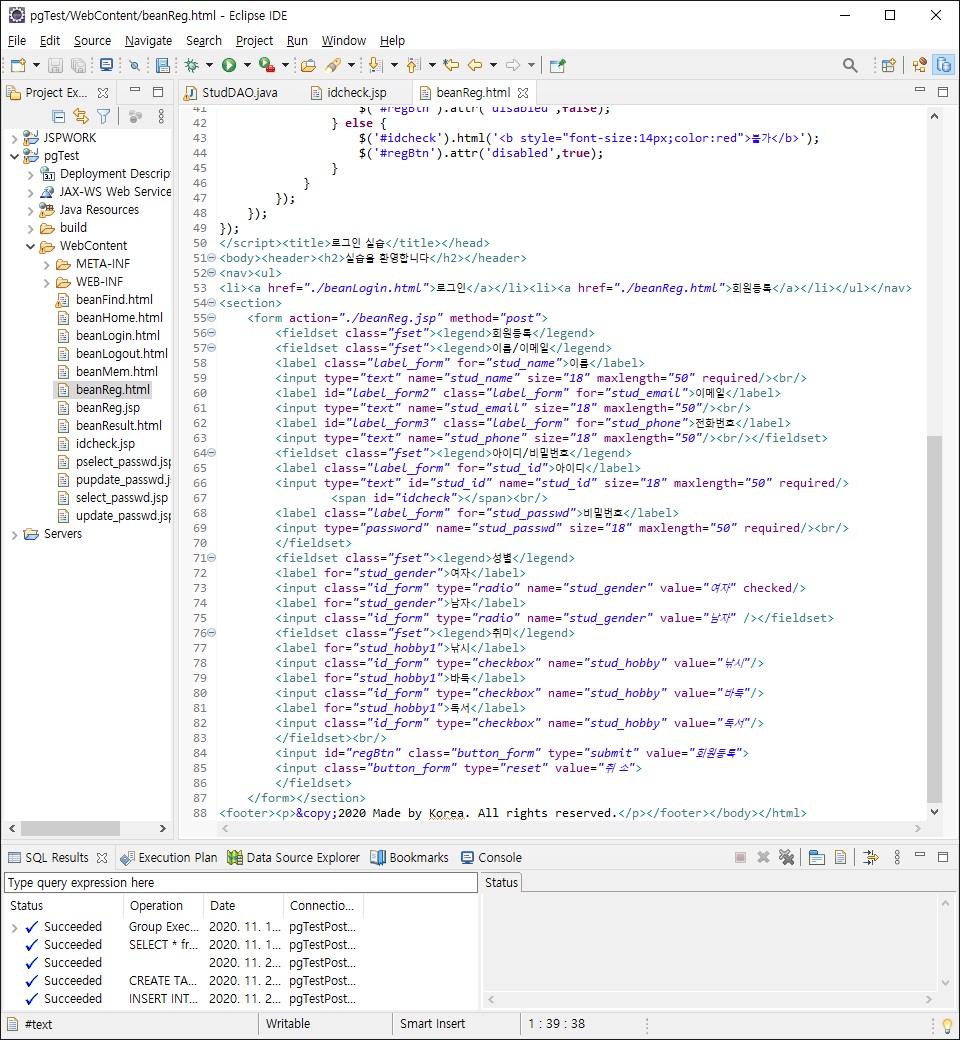 pgTest/WebContent/beanReg.html - Eclipse IDE
File Edit Source Navigate Search Project Run Window Help
Project Ex...
JSPWORK
pgTest
Deployment Descrip
JAX-WS Web Service
Java Resources
build
WebContent
META-INF
WEB-INF
beanFind.html
beanHome.html
beanLogin.html
beanLogout.html
beanMem.html
beanReg.html
beanReg.jsp
beanResult.html
idcheck.jsp
pselect_passwd.jsp
pupdate_passwd.js
select_passwd.jsp
update_passwd.jsp
Servers
StudDAO.java idcheck.jsp beanReg.html
41 $('#regBtn').attr('disabled',false);
42 } else {
43 $('#idcheck').html('<b style="font-size:14px;color:red">불가</b>');
44 $('#regBtn').attr('disabled',true);
45 }
46 }
47 });
48 });
49 });
50 </script><title>로그인 실습</title></head>
51 <body><header><h2>실습을 환영합니다</h2></header>
52 <nav><ul>
53 <li><a href="./beanLogin.html">로그인</a></li><li><a href="./beanReg.html">회원등록</a></li></ul></nav>
54 <section>
55 <form action="./beanReg.jsp" method="post">
56 <fieldset class="fset"><legend>회원등록</legend>
57 <fieldset class="fset"><legend>이름/이메일</legend>
58 <label class="label_form" for="stud_name">이름</label>
59 <input type="text" name="stud_name" size="18" maxlength="50" required/><br/>
60 <label id="label_form2" class="label_form" for="stud_email">이메일</label>
61 <input type="text" name="stud_email" size="18" maxlength="50"/><br/>
62 <label id="label_form3" class="label_form" for="stud_phone">전화번호</label>
63 <input type="text" name="stud_phone" size="18" maxlength="50"/><br/></fieldset>
64 <fieldset class="fset"><legend>아이디/비밀번호</legend>
65 <label class="label_form" for="stud_id">아이디</label>
66 <input type="text" id="stud_id" name="stud_id" size="18" maxlength="50" required/>
67 <span id="idcheck"></span><br/>
68 <label class="label_form" for="stud_passwd">비밀번호</label>
69 <input type="password" name="stud_passwd" size="18" maxlength="50" required/><br/>
70 </fieldset>
71 <fieldset class="fset"><legend>성별</legend>
72 <label for="stud_gender">여자</label>
73 <input class="id_form" type="radio" name="stud_gender" value="여자" checked/>
74 <label for="stud_gender">남자</label>
75 <input class="id_form" type="radio" name="stud_gender" value="남자" /></fieldset>
76 <fieldset class="fset"><legend>취미</legend>
77 <label for="stud_hobby1">낚시</label>
78 <input class="id_form" type="checkbox" name="stud_hobby" value="낚시"/>
79 <label for="stud_hobby1">바둑</label>
80 <input class="id_form" type="checkbox" name="stud_hobby" value="바둑"/>
81 <label for="stud_hobby1">독서</label>
82 <input class="id_form" type="checkbox" name="stud_hobby" value="독서"/>
83 </fieldset><br/>
84 <input id="regBtn" class="button_form" type="submit" value="회원등록">
85 <input class="button_form" type="reset" value="취 소">
86 </fieldset>
87 </form></section>
88 <footer><p>&copy;2020 Made by Korea. All rights reserved.</p></footer></body></html>
SQL Results Execution Plan Data Source Explorer Bookmarks Console
Type query expression here
Status
Status Operation Date Connectio...
Succeeded Group Exec... 2020. 11. 1... pgTestPost...
Succeeded SELECT * fr... 2020. 11. 1... pgTestPost...
Succeeded 2020. 11. 2... pgTestPost...
Succeeded CREATE TA... 2020. 11. 2... pgTestPost...
Succeeded INSERT INT... 2020. 11. 2... pgTestPost...
#text Writable Smart Insert 1 : 39 : 38